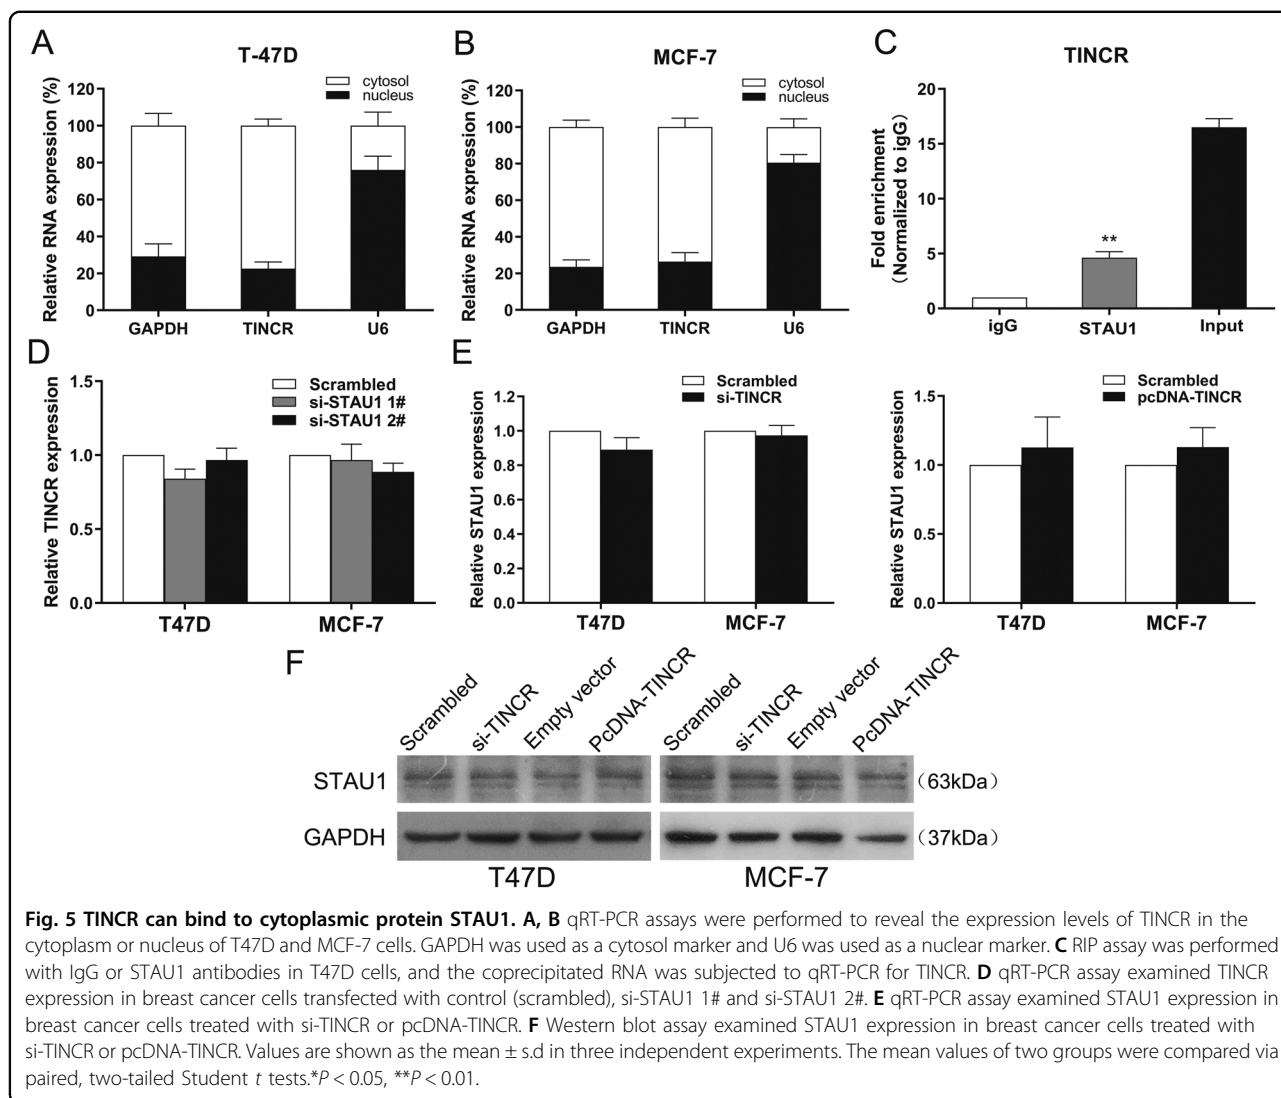 A
T-47D
cytosol
nucleus
Relative RNA expression (%)
120
100
80
60
40
20
0
GAPDH TINCR U6
B
MCF-7
cytosol
nucleus
Relative RNA expression (%)
120
100
80
60
40
20
0
GAPDH TINCR U6
C
TINCR
Fold enrichment
(Normalized to igG)
20
15
10
5
0
**
igG STAU1 Input
D
Relative TINCR expression
1.5
1.0
0.5
0.0
Scrambled
si-STAU1 1#
si-STAU1 2#
T47D MCF-7
E
Relative STAU1 expression
1.2
1.0
0.8
0.6
0.4
0.2
0.0
Scrambled
si-TINCR
T47D MCF-7
Relative STAU1 expression
1.5
1.0
0.5
0.0
Scrambled
pcDNA-TINCR
T47D MCF-7
F
Scrambled si-TINCR Empty vector PcDNA-TINCR Scrambled si-TINCR Empty vector PcDNA-TINCR
STAU1 (63kDa)
GAPDH (37kDa)
T47D MCF-7
Fig. 5 TINCR can bind to cytoplasmic protein STAU1. A, B qRT-PCR assays were performed to reveal the expression levels of TINCR in the
cytoplasm or nucleus of T47D and MCF-7 cells. GAPDH was used as a cytosol marker and U6 was used as a nuclear marker. C RIP assay was performed
with IgG or STAU1 antibodies in T47D cells, and the coprecipitated RNA was subjected to qRT-PCR for TINCR. D qRT-PCR assay examined TINCR
expression in breast cancer cells transfected with control (scrambled), si-STAU1 1# and si-STAU1 2#. E qRT-PCR assay examined STAU1 expression in
breast cancer cells treated with si-TINCR or pcDNA-TINCR. F Western blot assay examined STAU1 expression in breast cancer cells treated with
si-TINCR or pcDNA-TINCR. Values are shown as the mean ± s.d in three independent experiments. The mean values of two groups were compared via
paired, two-tailed Student t tests.*P < 0.05, **P < 0.01.